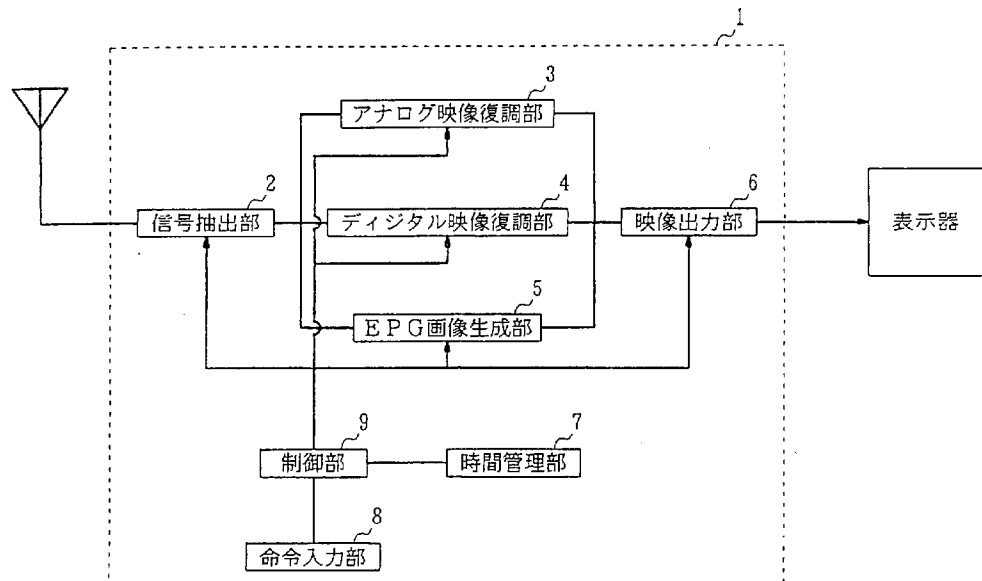 1
3
アナログ映像復調部
2
信号抽出部
4
ディジタル映像復調部
6
映像出力部
表示器
5
EPG画像生成部
9
制御部
7
時間管理部
8
命令入力部